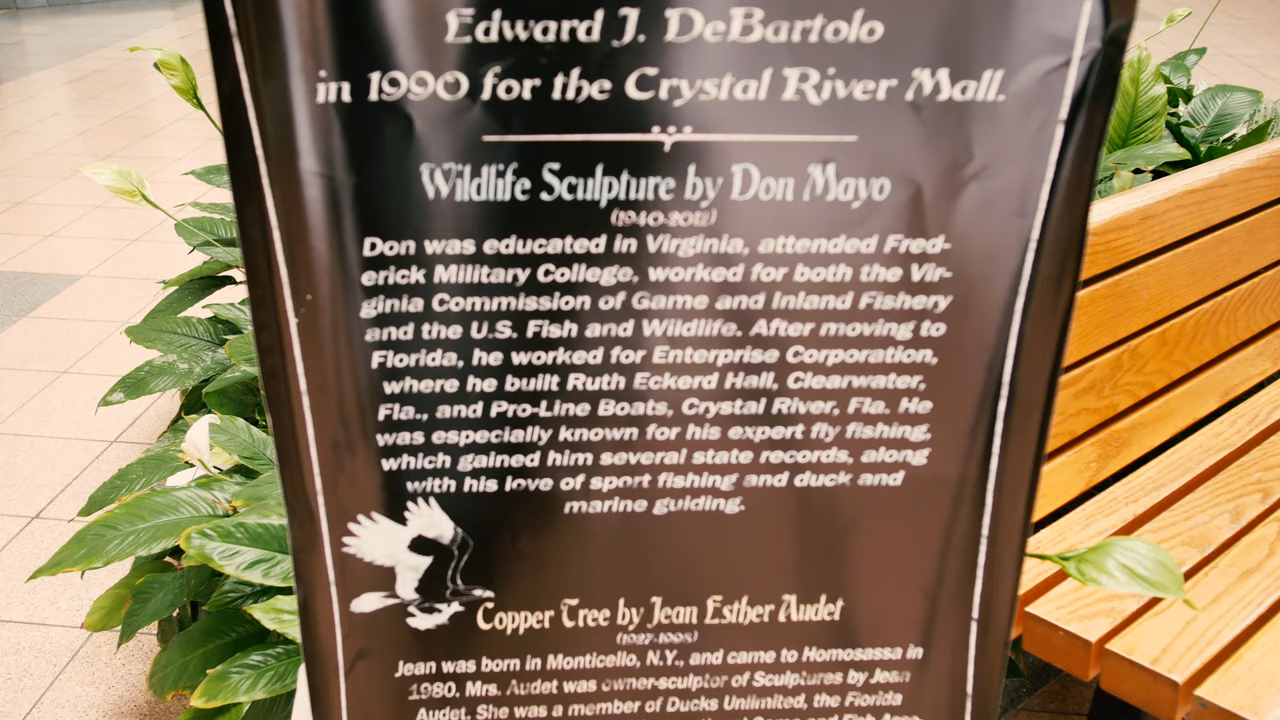 Edward J. DeBartolo
in 1990 for the Crystal River Mall.
Wildlife Sculpture by Don Mayo
(1940-2012)
Don was educated in Virginia, attended Fred-
erick Military College, worked for both the Vir-
ginia Commission of Game and Inland Fishery
and the U.S. Fish and Wildlife. After moving to
Florida, he worked for Enterprise Corporation,
where he built Ruth Eckerd Hall, Clearwater,
Fla., and Pro-Line Boats, Crystal River, Fla. He
was especially known for his expert fly fishing,
which gained him several state records, along
with his love of sport fishing and duck and
marine guiding.
Copper Tree by Jean Esther Audet
Jean was born in Monticello, N.Y., and came to Homosassa in
1980. Mrs. Audet was owner-sculptor of Sculptures by Jean
Audet. She was a member of Ducks Unlimited, the Florida